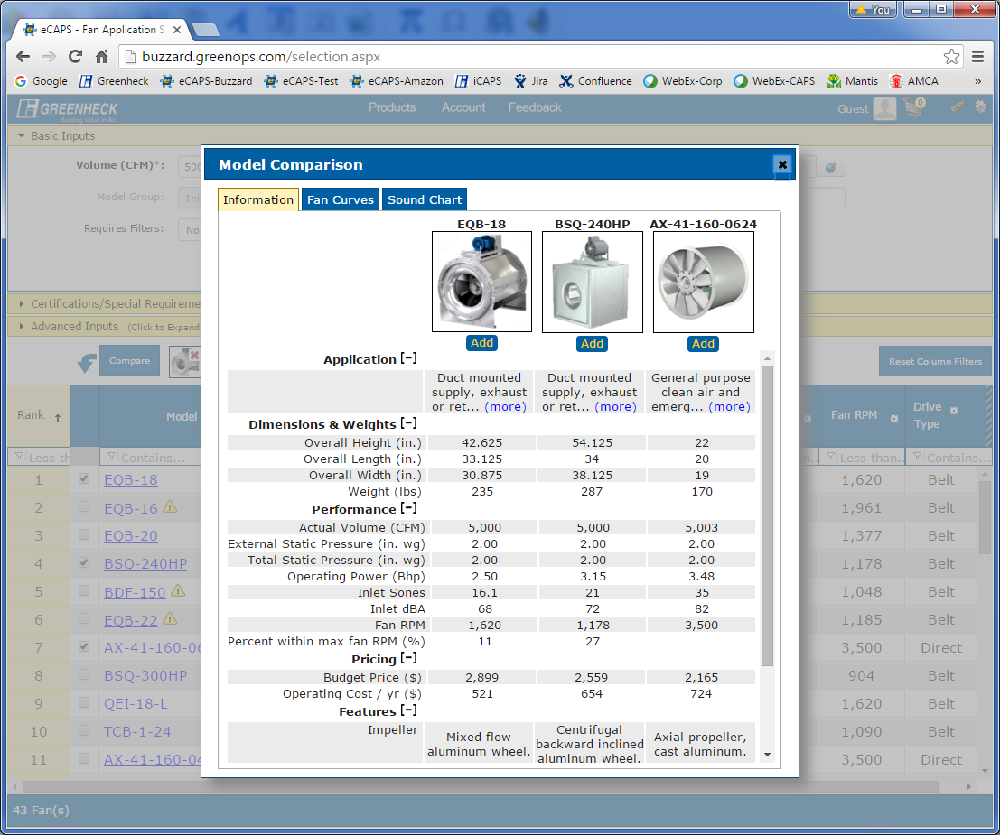 You
eCAPS - Fan Application S
buzzard.greenops.com/selection.aspx
Google Greenheck eCAPS-Buzzard eCAPS-Test eCAPS-Amazon iCAPS Jira Confluence WebEx-Corp WebEx-CAPS Mantis AMCA »
GREENHECK
Building Value in Air.
Products Account Feedback
Guest 0
Basic Inputs
Volume (CFM)*: 500
Model Group: Inl
Requires Filters: No
Certifications/Special Requireme
Advanced Inputs (Click to Expand
Compare
Reset Column Filters
Rank Model Fan RPM Drive Type
Less th Contains... n.. Less than.. Contains...
1 EQB-18 1,620 Belt
2 EQB-16 1,961 Belt
3 EQB-20 1,377 Belt
4 BSQ-240HP 1,178 Belt
5 BDF-150 1,048 Belt
6 EQB-22 1,185 Belt
7 AX-41-160-06 3,500 Direct
8 BSQ-300HP 904 Belt
9 QEI-18-L 1,620 Belt
10 TCB-1-24 1,090 Belt
11 AX-41-160-04 3,500 Direct
43 Fan(s)
Model Comparison
Information Fan Curves Sound Chart
EQB-18 BSQ-240HP AX-41-160-0624
Add Add Add
Application [-]
Duct mounted Duct mounted General purpose
supply, exhaust supply, exhaust clean air and
or ret... (more) or ret... (more) emerg... (more)
Dimensions & Weights [-]
Overall Height (in.) 42.625 54.125 22
Overall Length (in.) 33.125 34 20
Overall Width (in.) 30.875 38.125 19
Weight (lbs) 235 287 170
Performance [-]
Actual Volume (CFM) 5,000 5,000 5,003
External Static Pressure (in. wg) 2.00 2.00 2.00
Total Static Pressure (in. wg) 2.00 2.00 2.00
Operating Power (Bhp) 2.50 3.15 3.48
Inlet Sones 16.1 21 35
Inlet dBA 68 72 82
Fan RPM 1,620 1,178 3,500
Percent within max fan RPM (%) 11 27
Pricing [-]
Budget Price ($) 2,899 2,559 2,165
Operating Cost / yr ($) 521 654 724
Features [-]
Impeller Mixed flow Centrifugal Axial propeller,
aluminum wheel. backward inclined cast aluminum.
aluminum wheel.